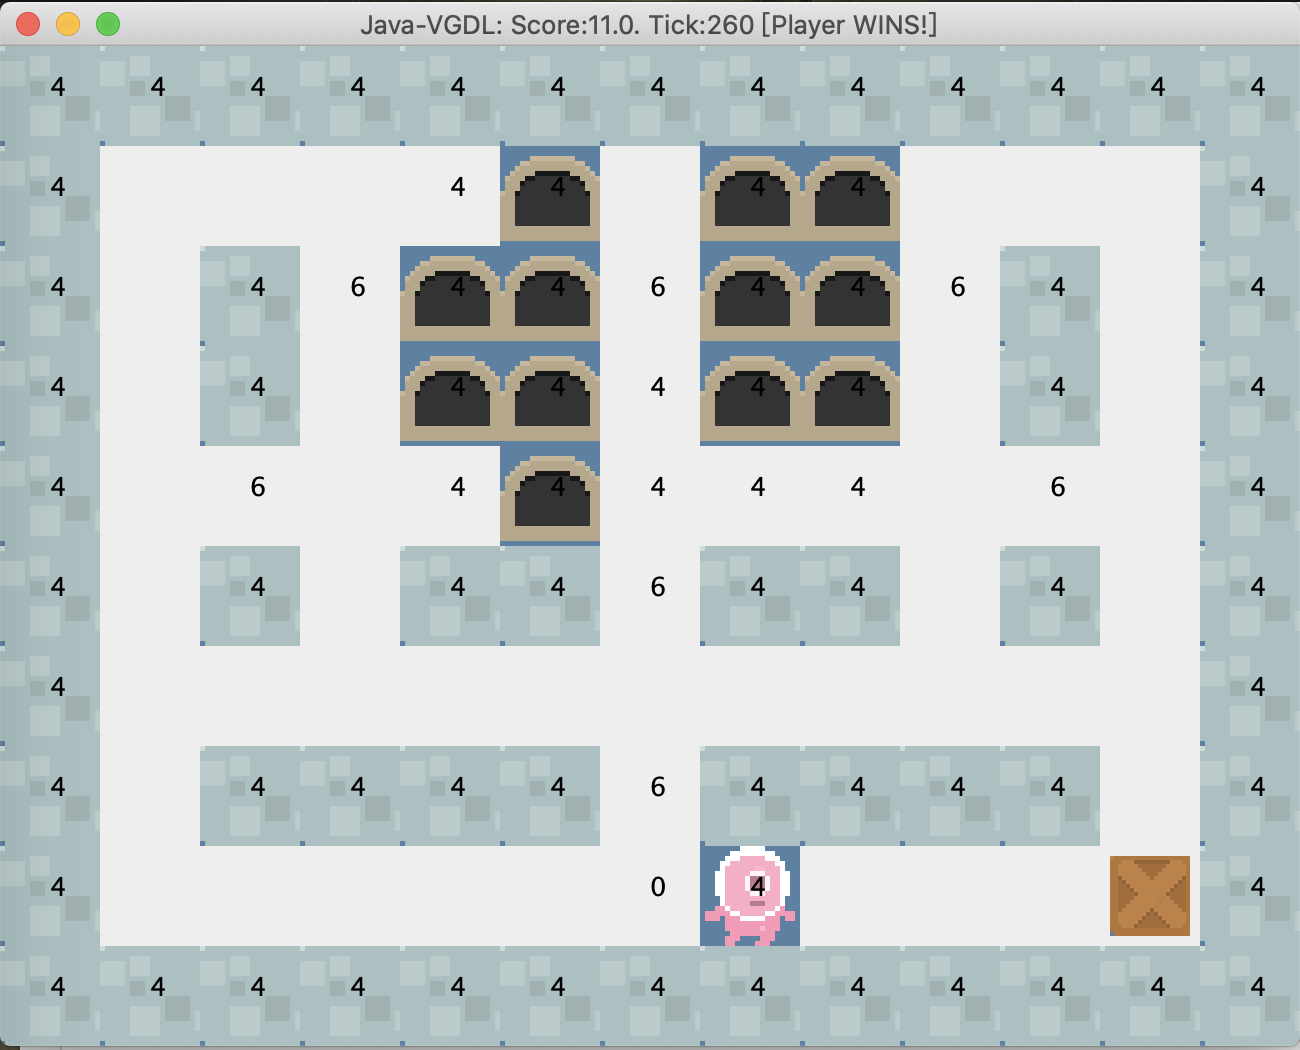 Java-VGDL: Score:11.0. Tick:260 [Player WINS!]
4 4 4 4 4 4 4 4 4 4 4 4 4
4 4 4 4 4 4
4 4 6 4 4 6 4 4 6 4 4
4 4 4 4 4 4 4 4 4
4 6 4 4 4 4 4 6 4
4 4 4 4 6 4 4 4 4
4 4
4 4 4 4 4 6 4 4 4 4 4
4 0 4 4
4 4 4 4 4 4 4 4 4 4 4 4 4